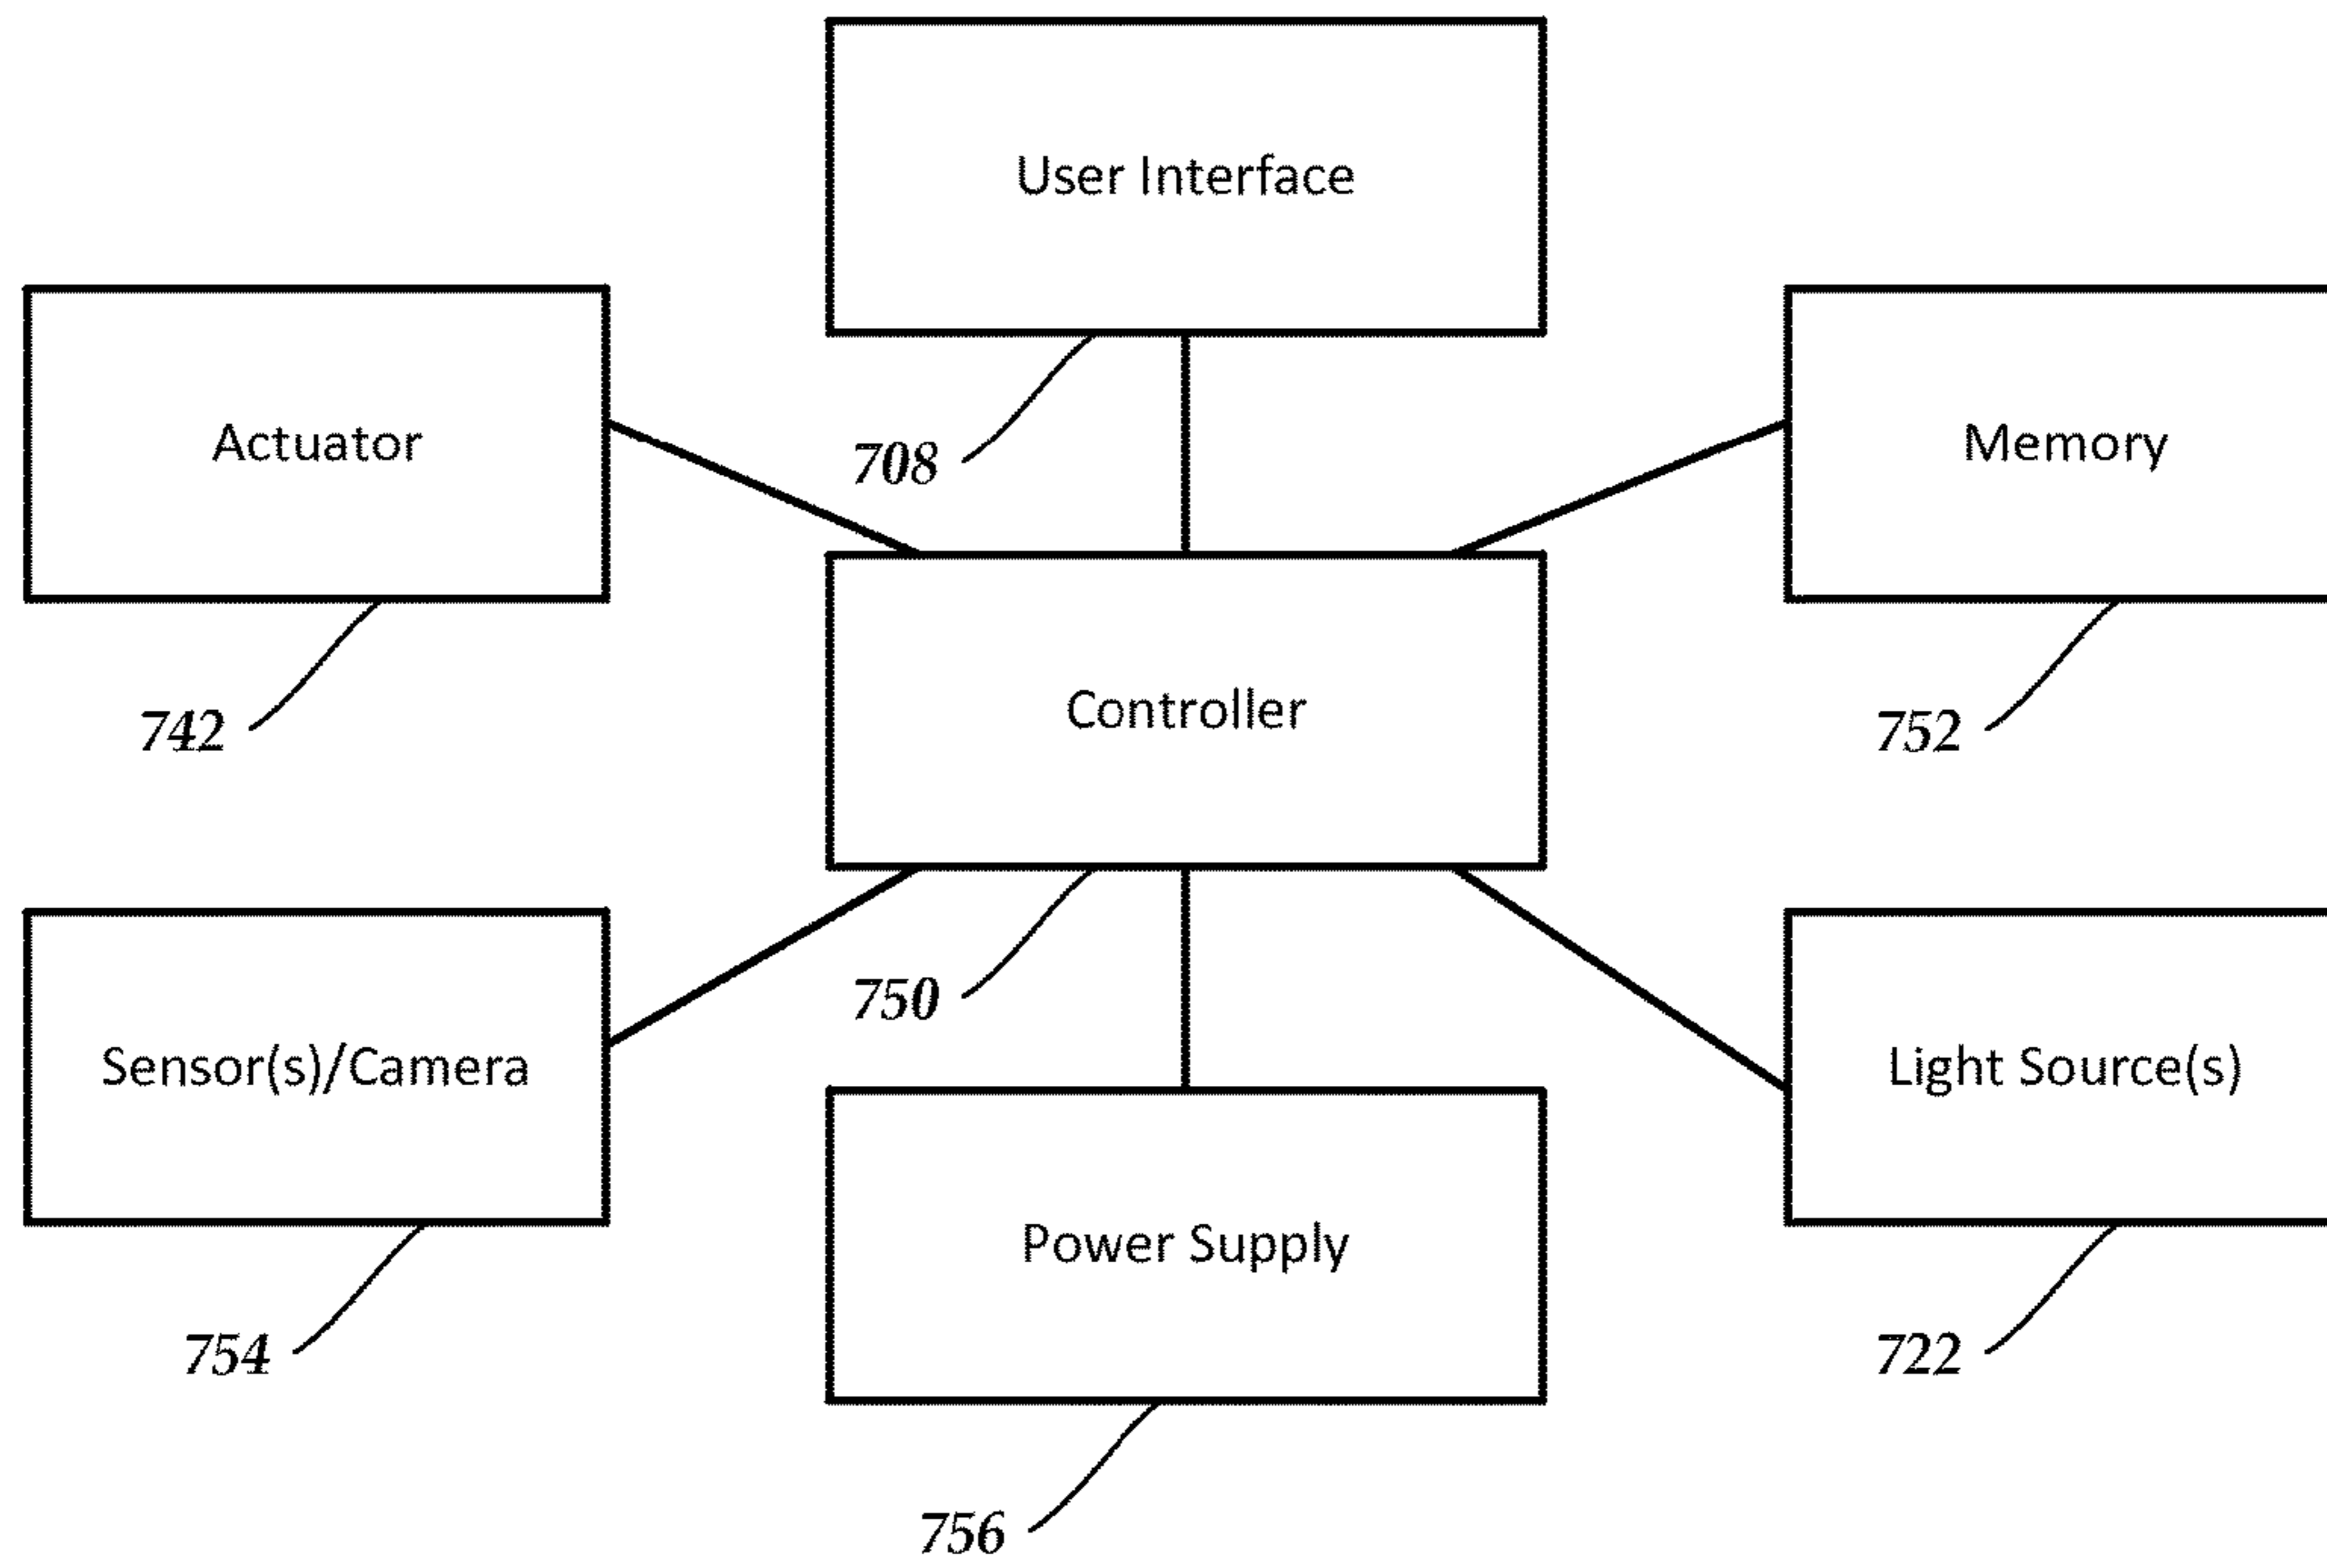 User Interface
708
Actuator
742
Memory
752
Controller
750
Sensor(s)/Camera
754
Light Source(s)
722
Power Supply
756